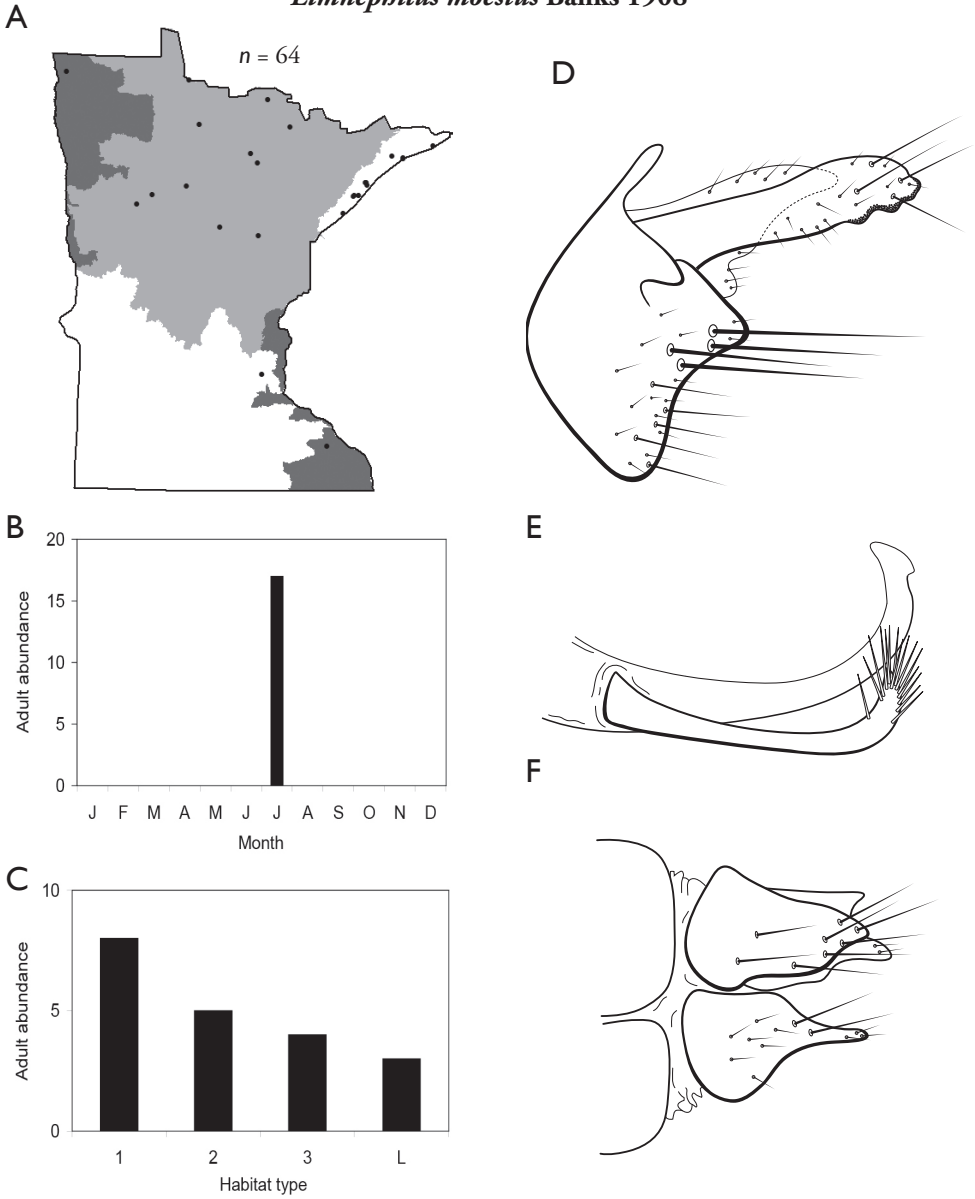 Limnephilus moestus Banks 1908
A
n = 64
B
20
15
10
5
0
Adult abundance
J F M A M J J A S O N D
Month
C
10
5
0
Adult abundance
1 2 3 L
Habitat type
D
E
F